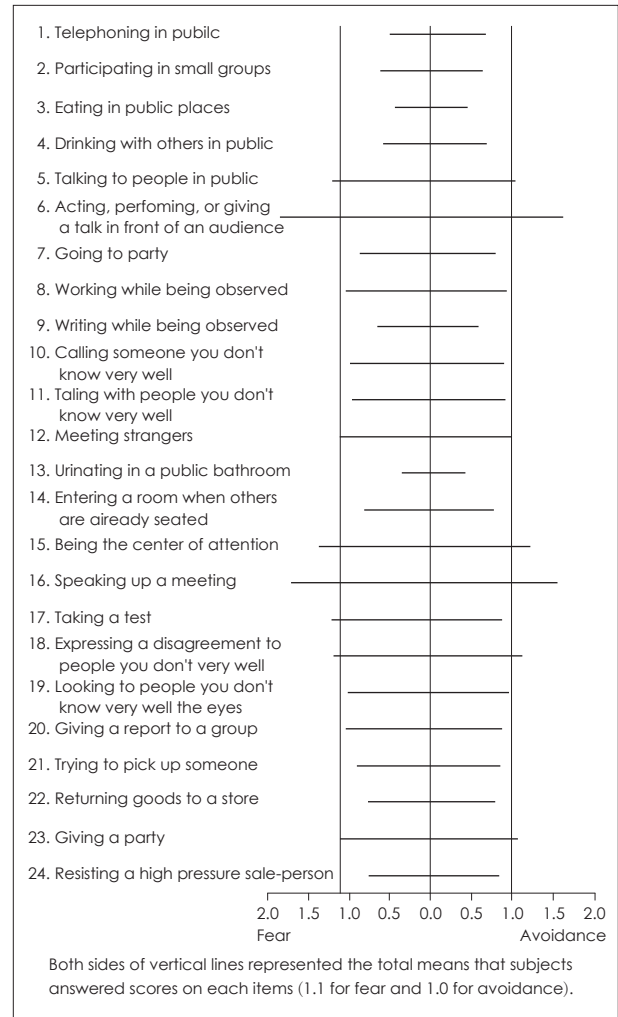 1. Telephoning in pubilc
2. Participating in small groups
3. Eating in public places
4. Drinking with others in public
5. Talking to people in public
6. Acting, perfoming, or giving
a talk in front of an audience
7. Going to party
8. Working while being observed
9. Writing while being observed
10. Calling someone you don't
know very well
11. Taling with people you don't
know very well
12. Meeting strangers
13. Urinating in a public bathroom
14. Entering a room when others
are aiready seated
15. Being the center of attention
16. Speaking up a meeting
17. Taking a test
18. Expressing a disagreement to
people you don't very well
19. Looking to people you don't
know very well the eyes
20. Giving a report to a group
21. Trying to pick up someone
22. Returning goods to a store
23. Giving a party
24. Resisting a high pressure sale-person
2.0 1.5 1.0 0.5 0.0 0.5 1.0 1.5 2.0
Fear Avoidance
Both sides of vertical lines represented the total means that subjects
answered scores on each items (1.1 for fear and 1.0 for avoidance).